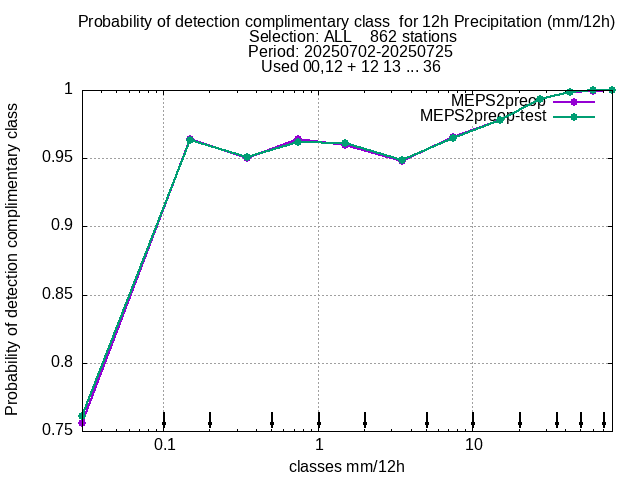 Probability of detection complimentary class  for 12h Precipitation (mm/12h)
Selection: ALL    862 stations
Period: 20250702-20250725
Used 00,12 + 12 13 ... 36
MEPS2preop
MEPS2preop-test
Probability of detection complimentary class
1
0.95
0.9
0.85
0.8
0.75
0.1 1 10
classes mm/12h